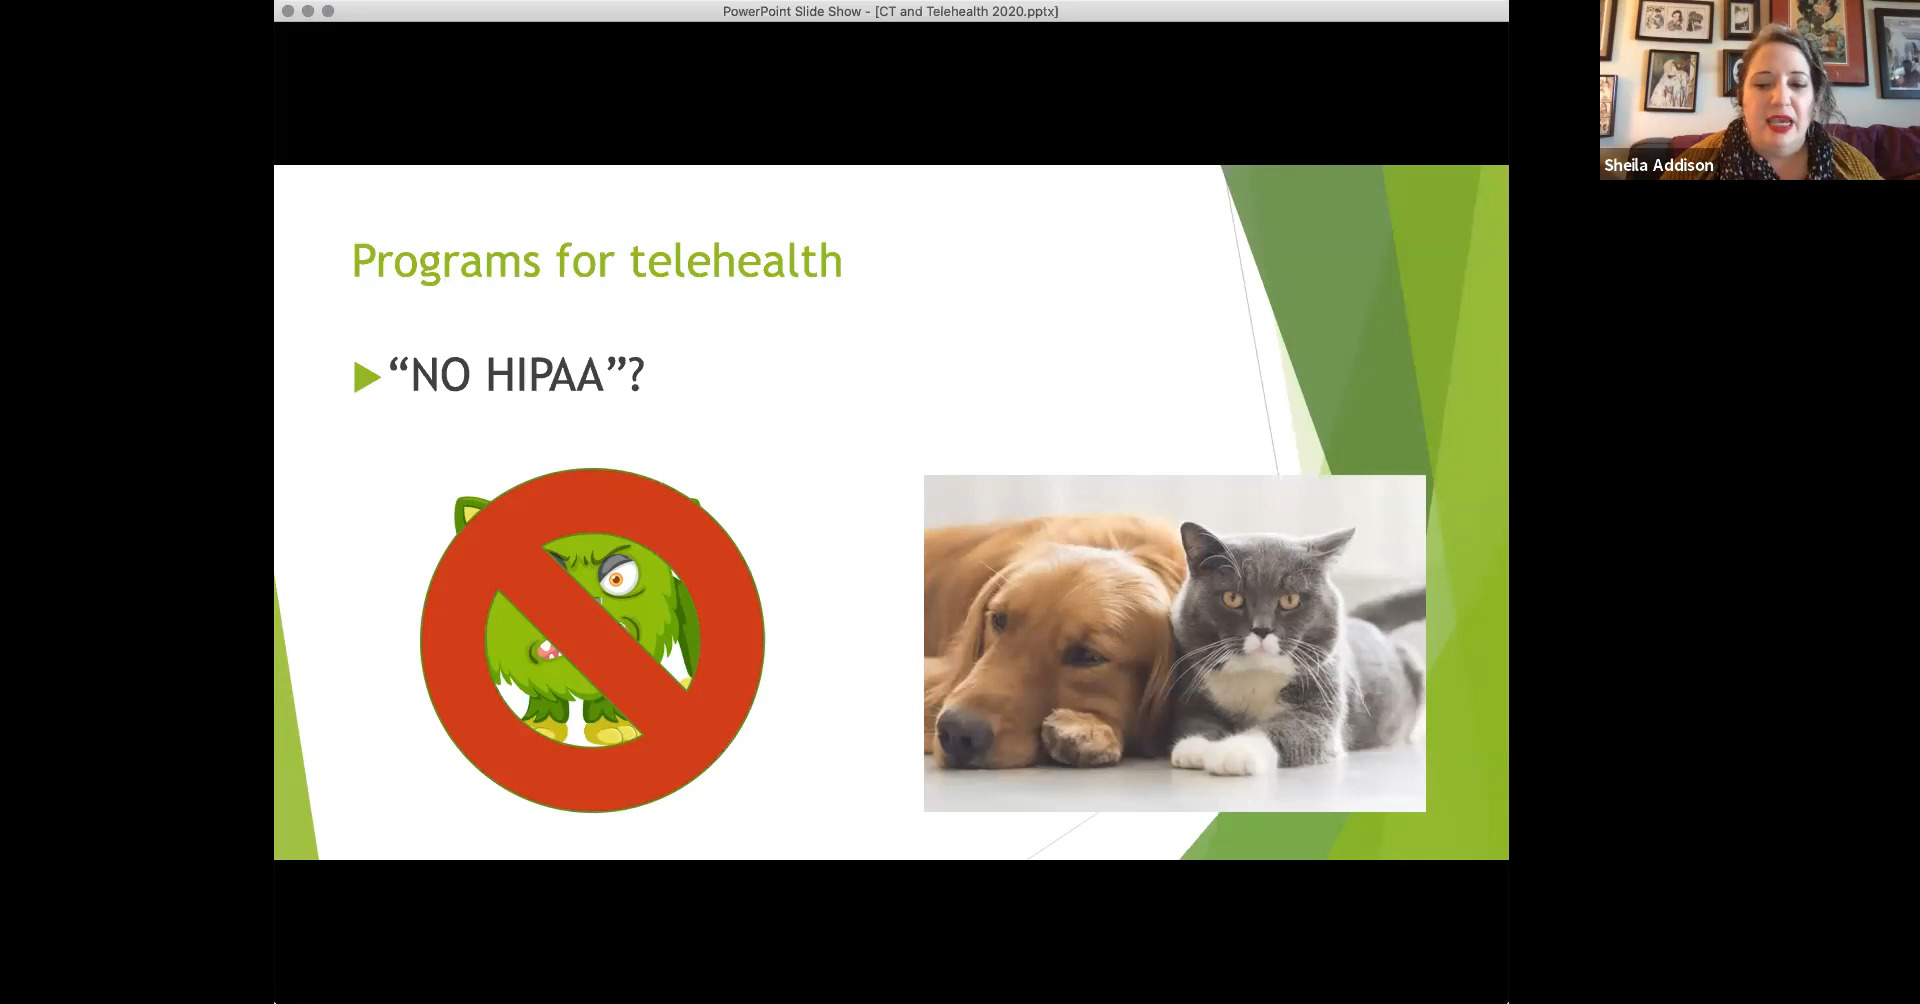 PowerPoint Slide Show - [CT and Telehealth 2020.pptx]
Sheila Addison
Programs for telehealth
“NO HIPAA”?